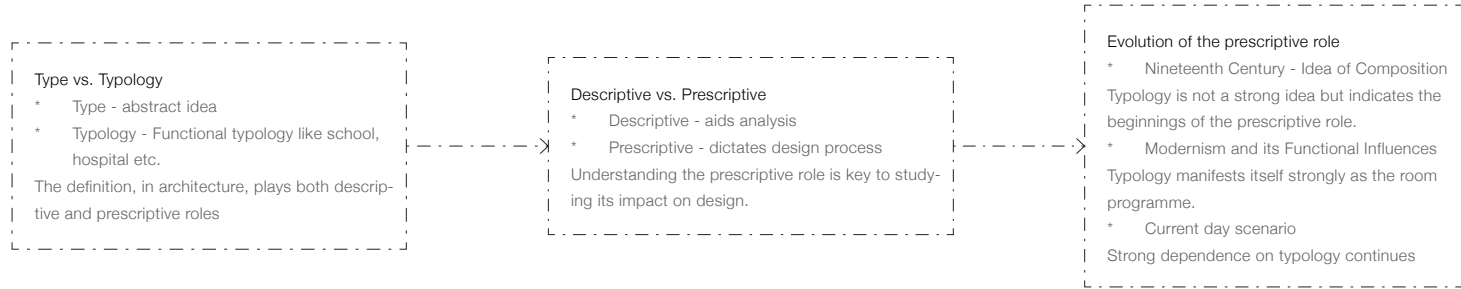 Type vs. Typology
* Type - abstract idea
* Typology - Functional typology like school,
hospital etc.
The definition, in architecture, plays both descrip-
tive and prescriptive roles
Descriptive vs. Prescriptive
* Descriptive - aids analysis
* Prescriptive - dictates design process
Understanding the prescriptive role is key to study-
ing its impact on design.
Evolution of the prescriptive role
* Nineteenth Century - Idea of Composition
Typology is not a strong idea but indicates the
beginnings of the prescriptive role.
* Modernism and its Functional Influences
Typology manifests itself strongly as the room
programme.
* Current day scenario
Strong dependence on typology continues